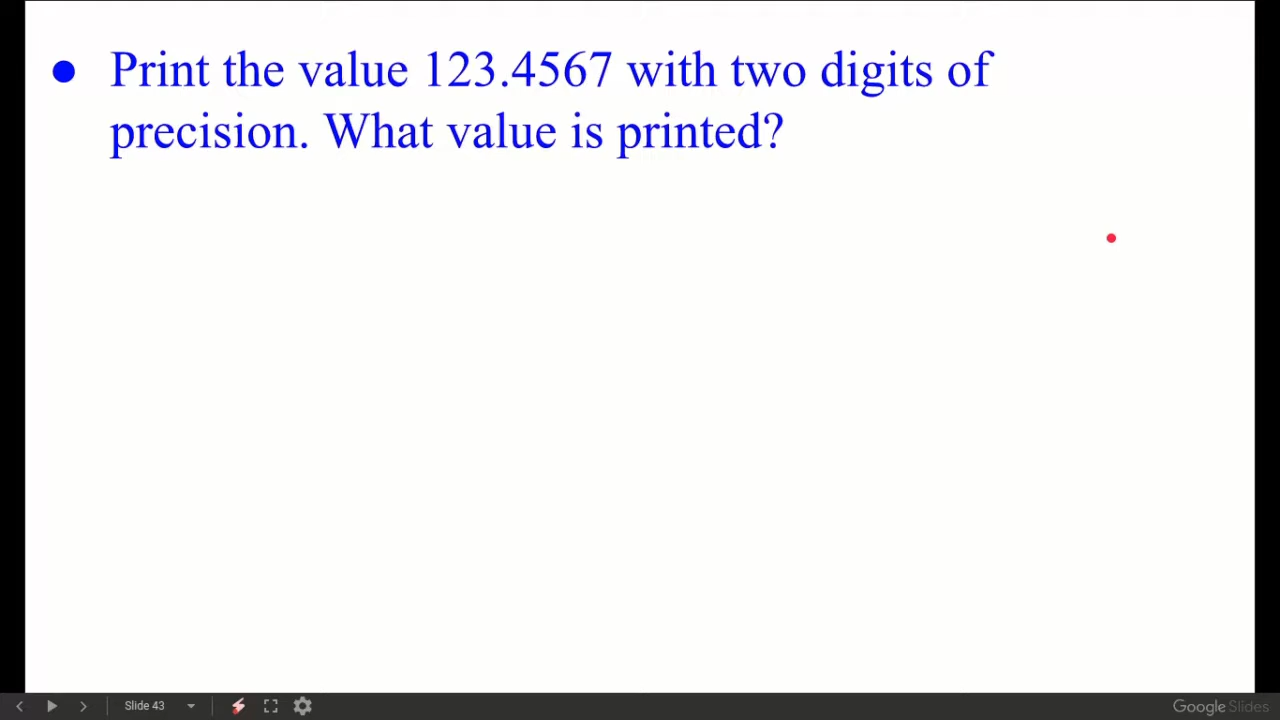 ● Print the value 123.4567 with two digits of
precision. What value is printed?
Slide 43
Google Slides